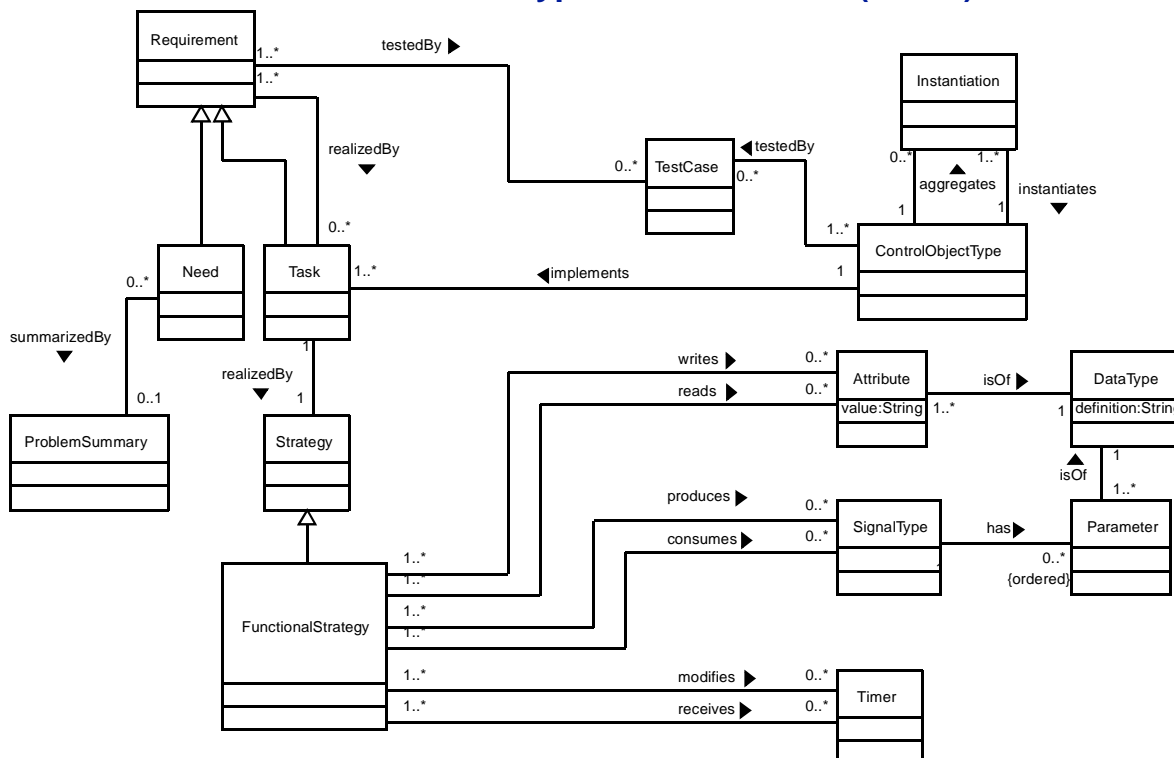 Requirement
1..*
testedBy
1..*
Instantiation
realizedBy
0..*
TestCase
testedBy
0..*
0..*
1..*
aggregates
instantiates
1
1
0..*
1..*
ControlObjectType
Need
Task
0..*
1..*
implements
1
summarizedBy
1
realizedBy
writes
0..*
Attribute
isOf
DataType
reads
0..*
value:String
1..*
1
definition:String
0..1
1
ProblemSummary
Strategy
1
isOf
produces
0..*
1..*
SignalType
has
Parameter
consumes
0..*
1..*
1..*
0..*
{ordered}
1..*
1..*
FunctionalStrategy
1..*
modifies
0..*
Timer
1..*
receives
0..*